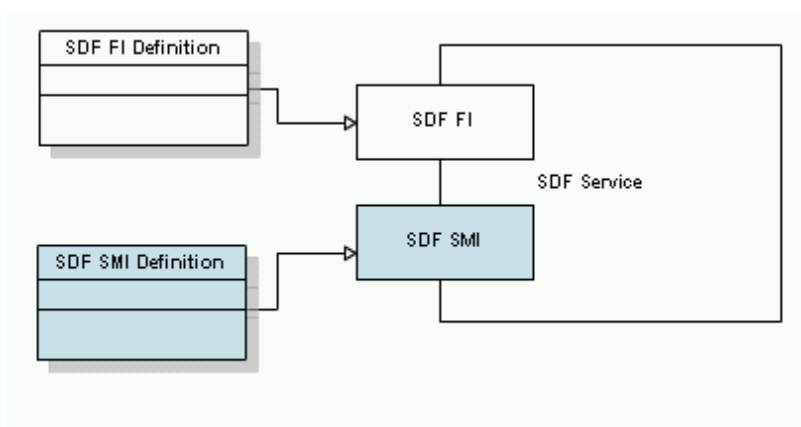 SDF FI Definition
SDF FI
SDF Service
SDF SMI
SDF SMI Definition